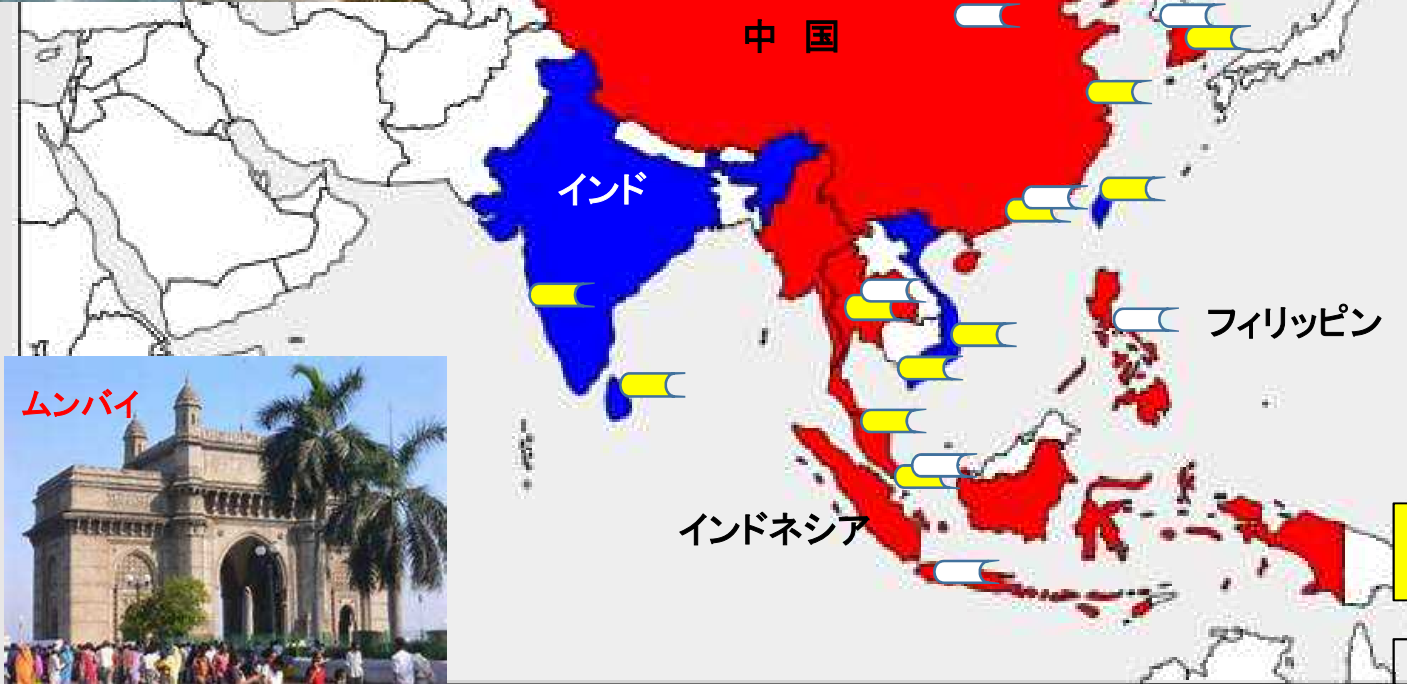 中 国
インド
フィリッピン
ムンバイ
インドネシア